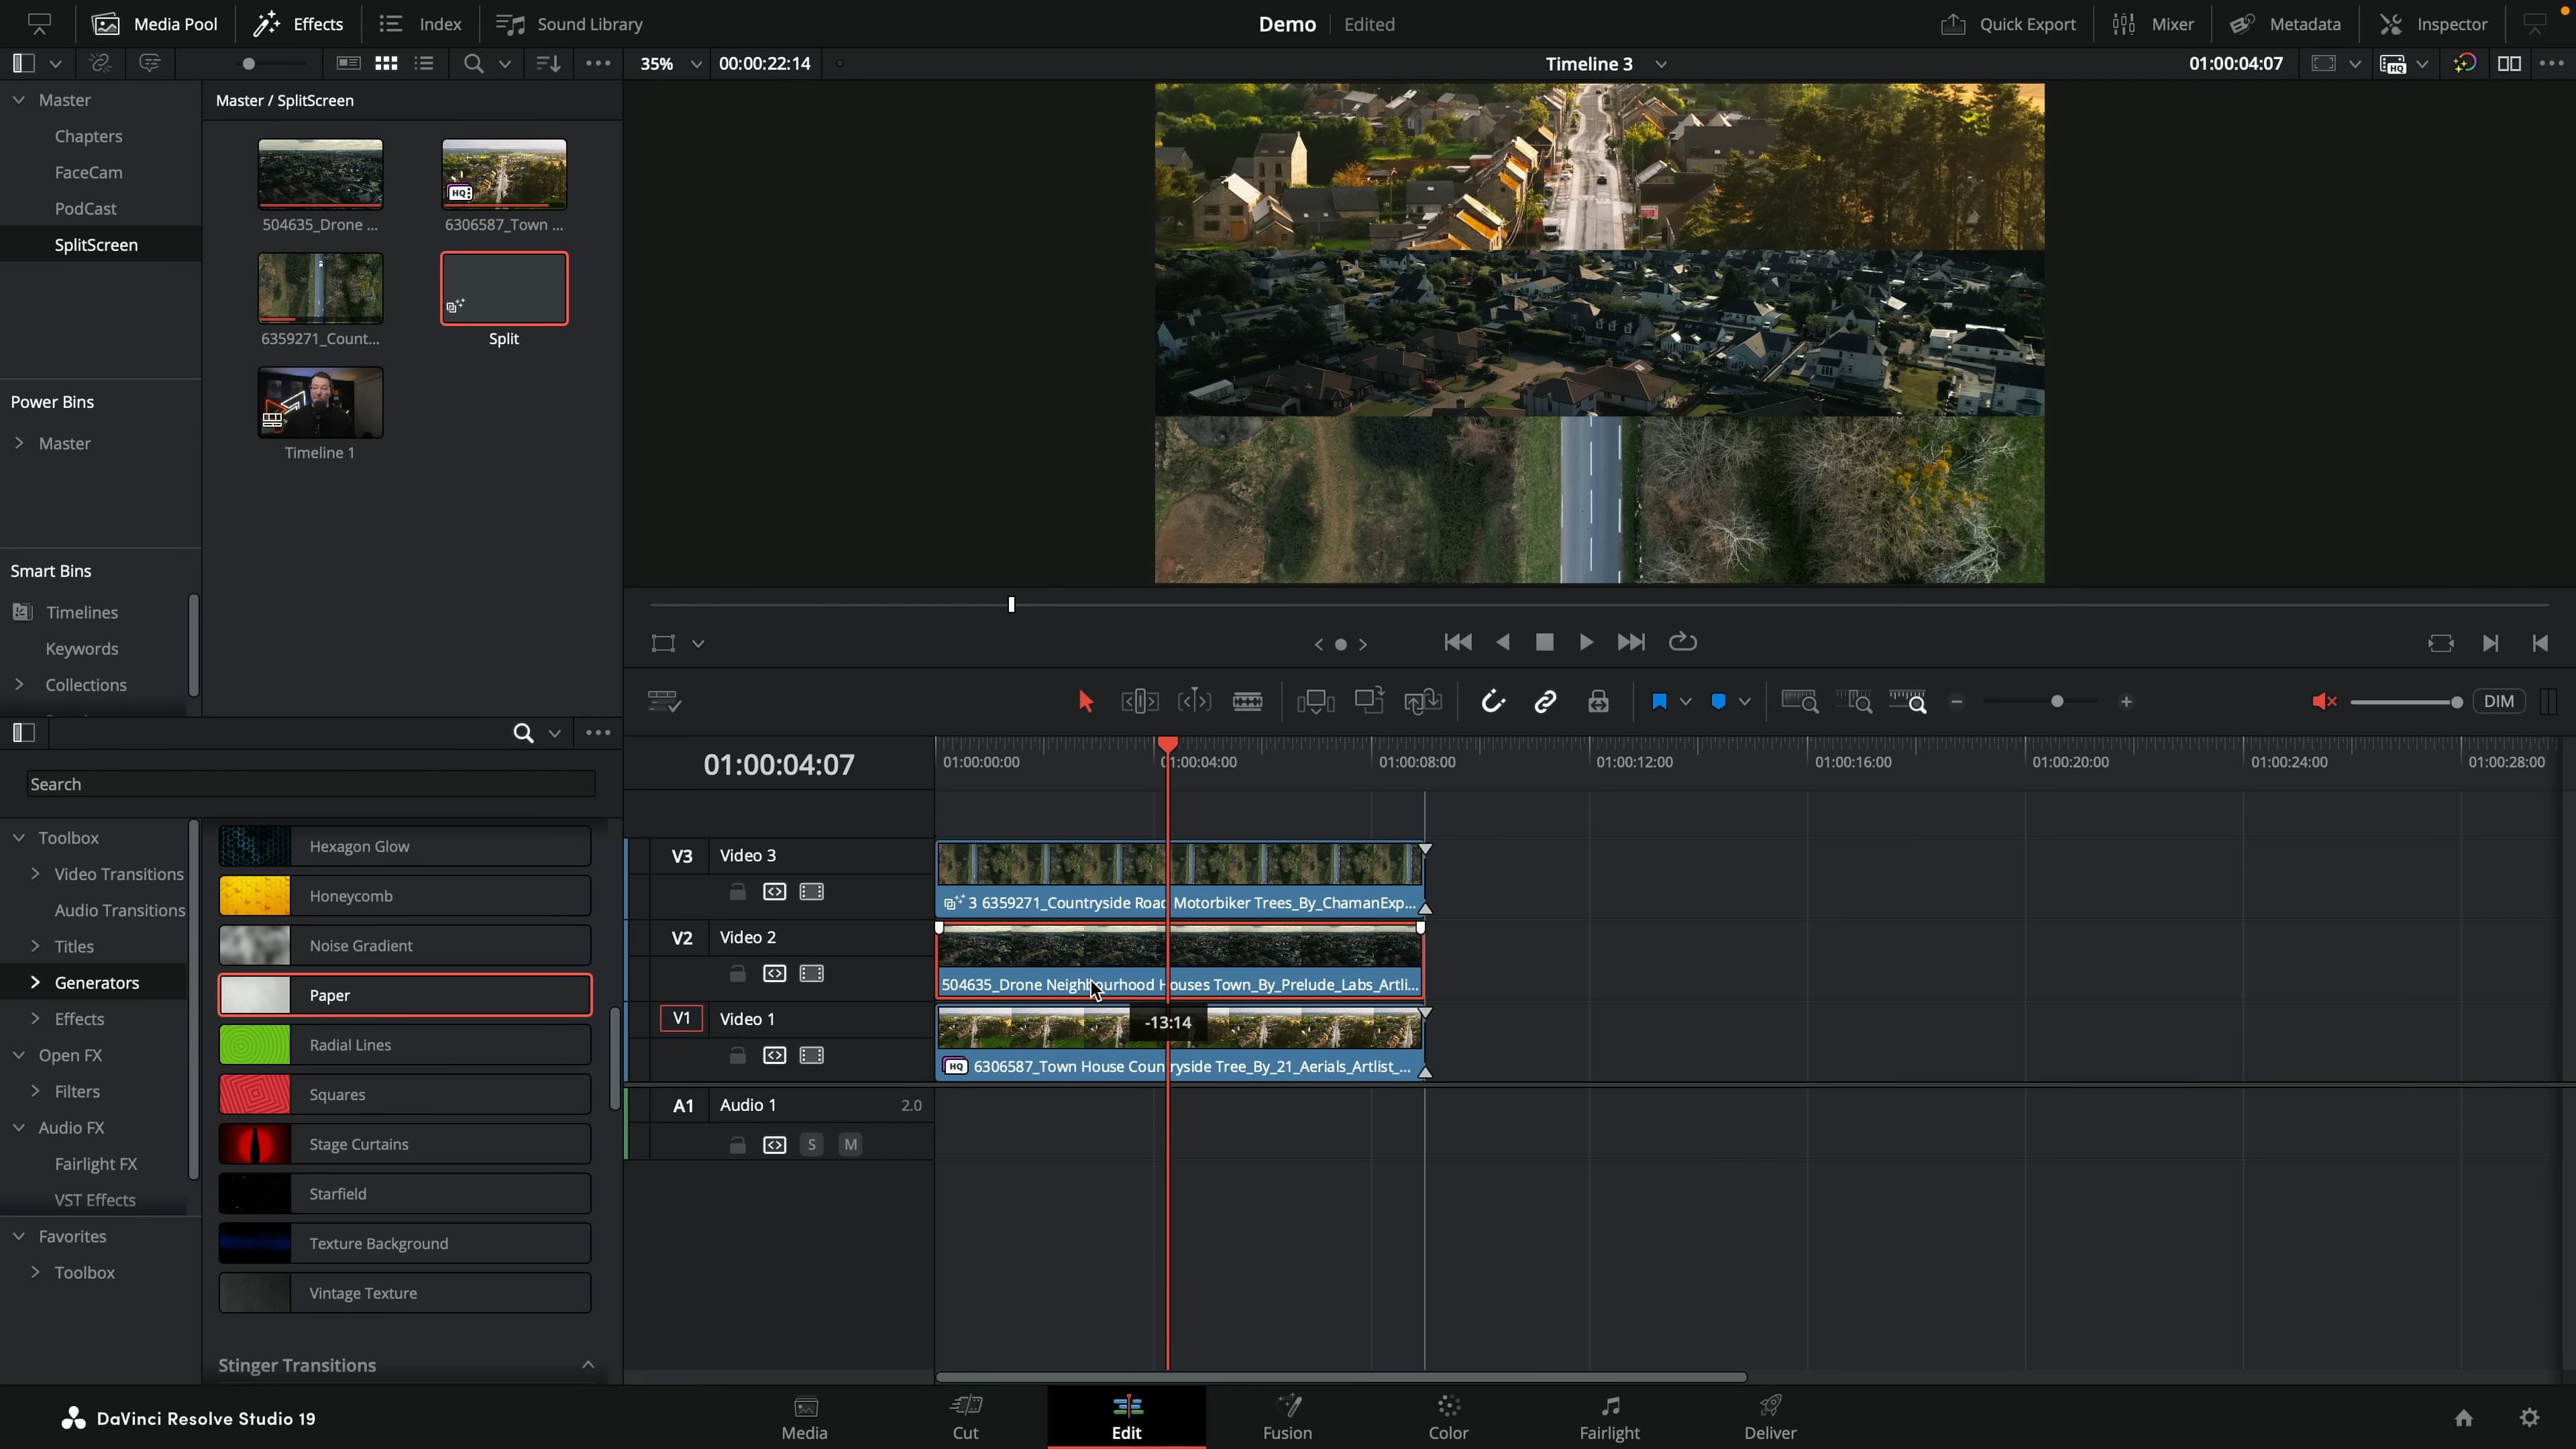 Media Pool Effects Index Sound Library Demo Edited Quick Export Mixer Metadata Inspector
35% 00:00:22:14 Timeline 3 01:00:04:07
Master
Chapters
FaceCam
PodCast
SplitScreen
Power Bins
Master
Smart Bins
Timelines
Keywords
Collections
Master / SplitScreen
504635_Drone ... 6306587_Town ...
HQ
6359271_Count... Split
Timeline 1
DIM
Search
Toolbox
Video Transitions
Audio Transitions
Titles
Generators
Effects
Open FX
Filters
Audio FX
Fairlight FX
VST Effects
Favorites
Toolbox
Hexagon Glow
Honeycomb
Noise Gradient
Paper
Radial Lines
Squares
Stage Curtains
Starfield
Texture Background
Vintage Texture
Stinger Transitions
01:00:04:07
01:00:00:00 01:00:04:00 01:00:08:00 01:00:12:00 01:00:16:00 01:00:20:00 01:00:24:00 01:00:28:00
V3 Video 3
3 6359271_Countryside Road Motorbiker Trees_By_ChamanExp...
V2 Video 2
504635_Drone Neighbourhood Houses Town_By_Prelude_Labs_Artli...
V1 Video 1
-13:14
HQ 6306587_Town House Countryside Tree_By_21_Aerials_Artlist_...
A1 Audio 1 2.0
S M
DaVinci Resolve Studio 19
Media Cut Edit Fusion Color Fairlight Deliver